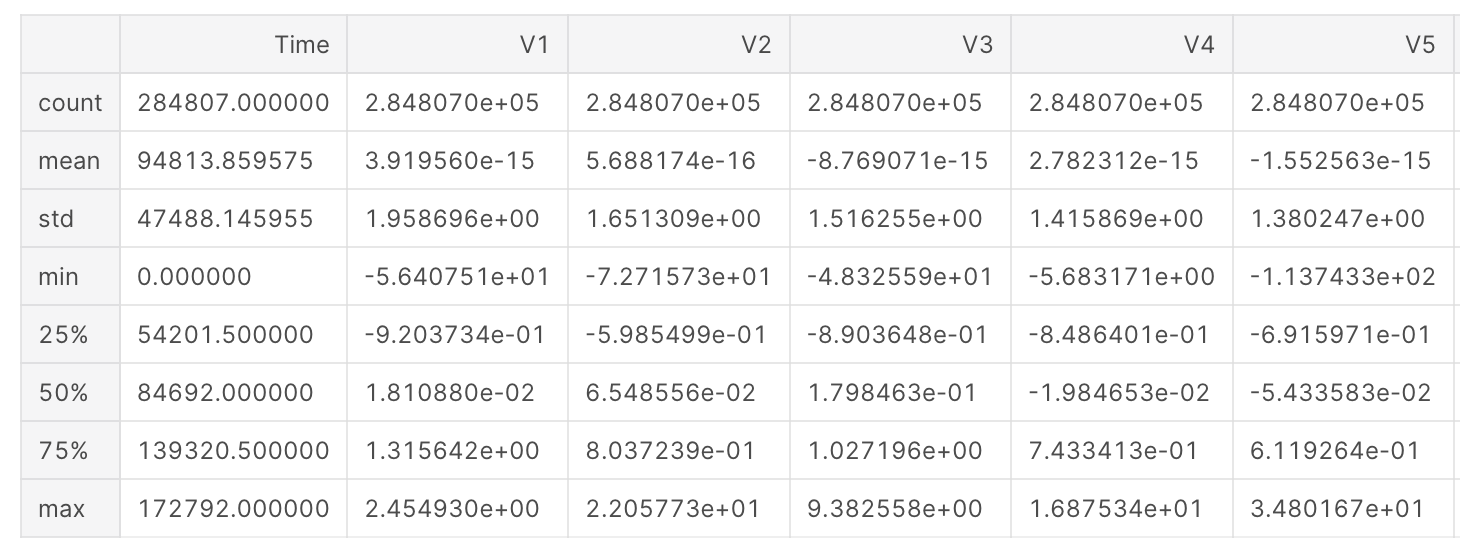 Time V1 V2 V3 V4 V5
count 284807.000000 2.848070e+05 2.848070e+05 2.848070e+05 2.848070e+05 2.848070e+05
mean 94813.859575 3.919560e-15 5.688174e-16 -8.769071e-15 2.782312e-15 -1.552563e-15
std 47488.145955 1.958696e+00 1.651309e+00 1.516255e+00 1.415869e+00 1.380247e+00
min 0.000000 -5.640751e+01 -7.271573e+01 -4.832559e+01 -5.683171e+00 -1.137433e+02
25% 54201.500000 -9.203734e-01 -5.985499e-01 -8.903648e-01 -8.486401e-01 -6.915971e-01
50% 84692.000000 1.810880e-02 6.548556e-02 1.798463e-01 -1.984653e-02 -5.433583e-02
75% 139320.500000 1.315642e+00 8.037239e-01 1.027196e+00 7.433413e-01 6.119264e-01
max 172792.000000 2.454930e+00 2.205773e+01 9.382558e+00 1.687534e+01 3.480167e+01